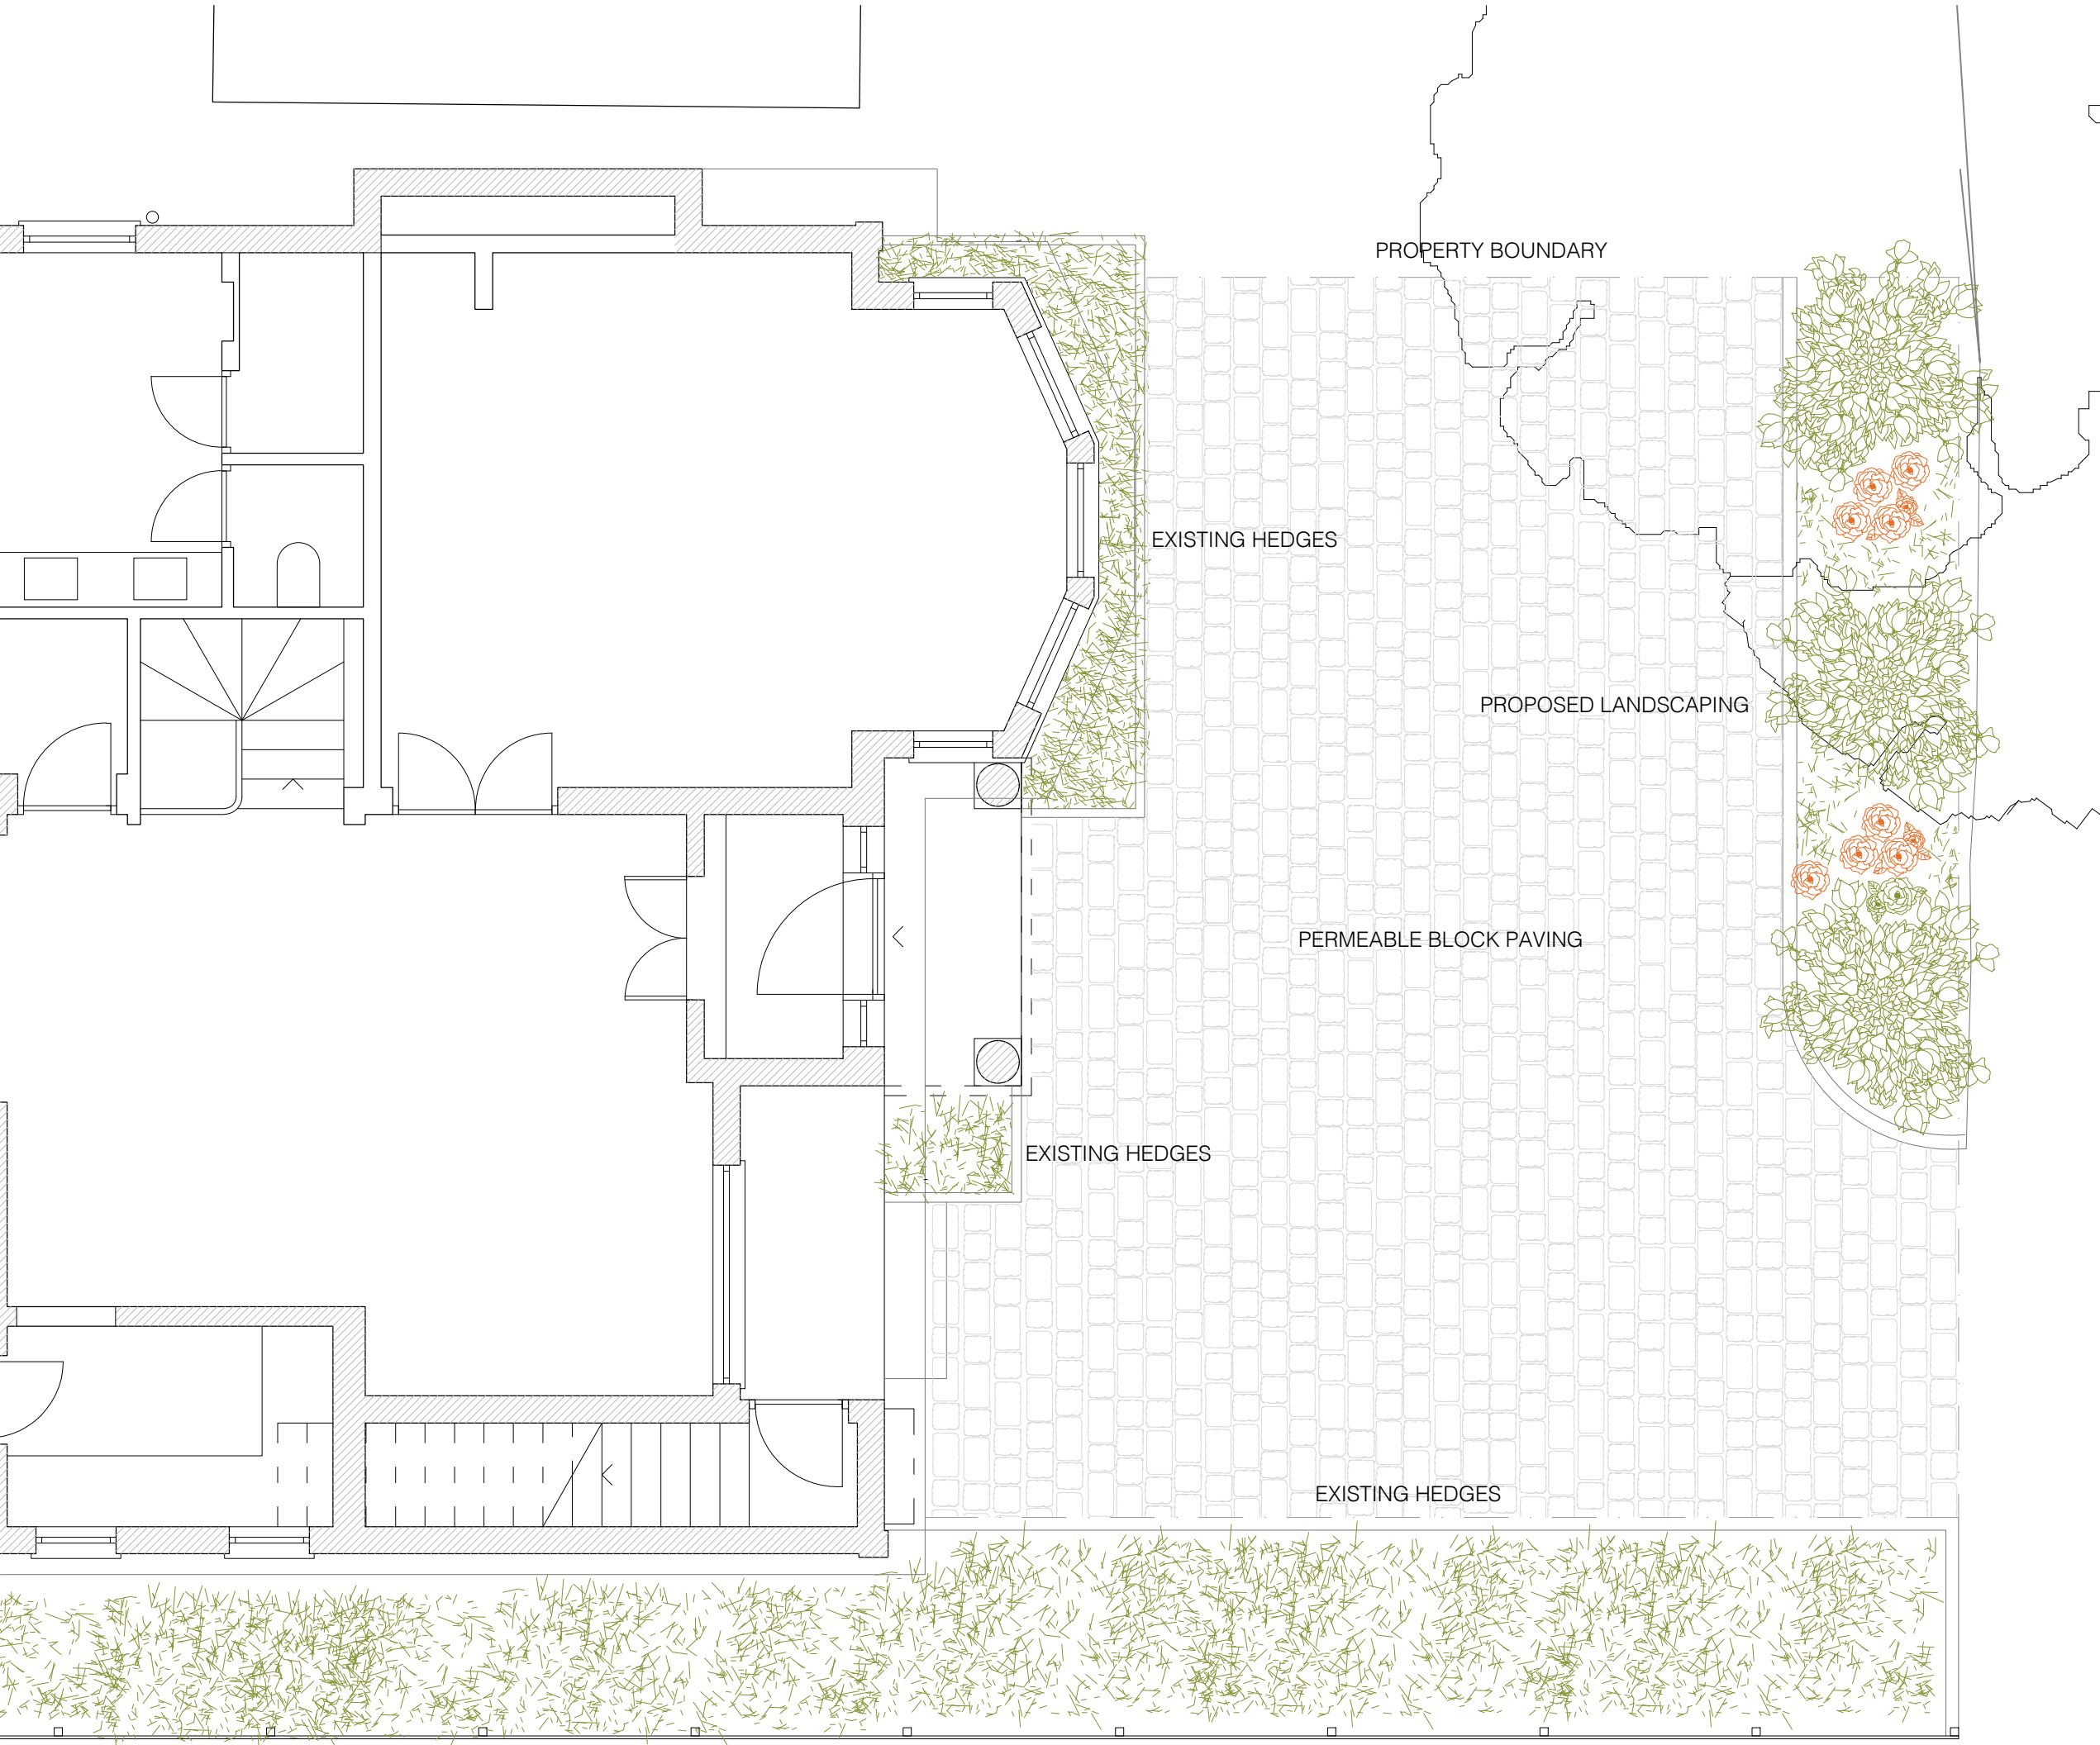 PROPERTY BOUNDARY
EXISTING HEDGES
PROPOSED LANDSCAPING
PERMEABLE BLOCK PAVING
EXISTING HEDGES
EXISTING HEDGES